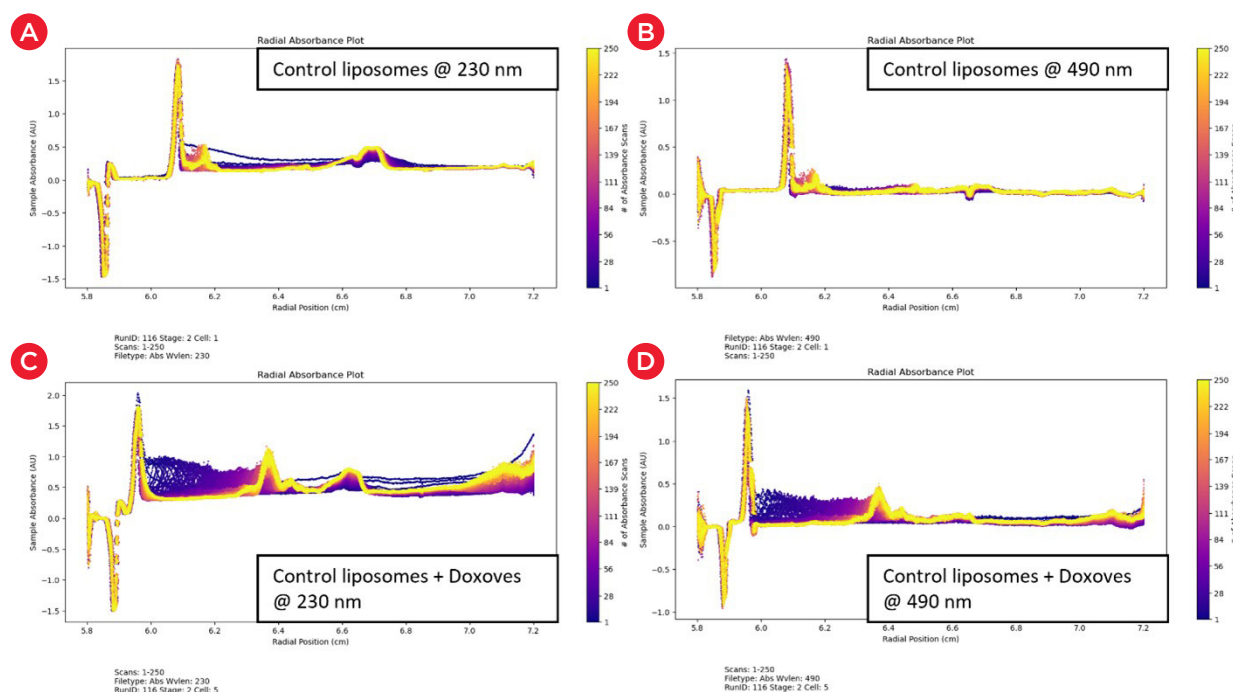 A
Radial Absorbance Plot
Control liposomes @ 230 nm
Sample Absorbance (AU)
1.5
1.0
0.5
0.0
−0.5
−1.0
−1.5
5.8 6.0 6.2 6.4 6.6 6.8 7.0 7.2
Radial Position (cm)
250
222
194
167
139
111
84
56
28
1
# of Absorbance Scans
RunID: 116 Stage: 2 Cell: 1
Scans: 1-250
Filetype: Abs Wvlen: 230
B
Radial Absorbance Plot
Control liposomes @ 490 nm
Sample Absorbance (AU)
1.5
1.0
0.5
0.0
−0.5
5.8 6.0 6.2 6.4 6.6 6.8 7.0 7.2
Radial Position (cm)
250
222
194
167
139
111
84
56
28
1
# of Absorbance Scans
Filetype: Abs Wvlen: 490
RunID: 116 Stage: 2 Cell: 1
Scans: 1-250
C
Radial Absorbance Plot
Sample Absorbance (AU)
2.0
1.5
1.0
0.5
0.0
−0.5
−1.0
−1.5
Control liposomes + Doxoves
@ 230 nm
5.8 6.0 6.2 6.4 6.6 6.8 7.0 7.2
Radial Position (cm)
250
222
194
167
139
111
84
56
28
1
# of Absorbance Scans
Scans: 1-250
Filetype: Abs Wvlen: 230
RunID: 116 Stage: 2 Cell: 5
D
Radial Absorbance Plot
Sample Absorbance (AU)
1.5
1.0
0.5
0.0
−0.5
−1.0
Control liposomes + Doxoves
@ 490 nm
5.8 6.0 6.2 6.4 6.6 6.8 7.0 7.2
Radial Position (cm)
250
222
194
167
139
111
84
56
28
1
# of Absorbance Scans
Scans: 1-250
Filetype: Abs Wvlen: 490
RunID: 116 Stage: 2 Cell: 5